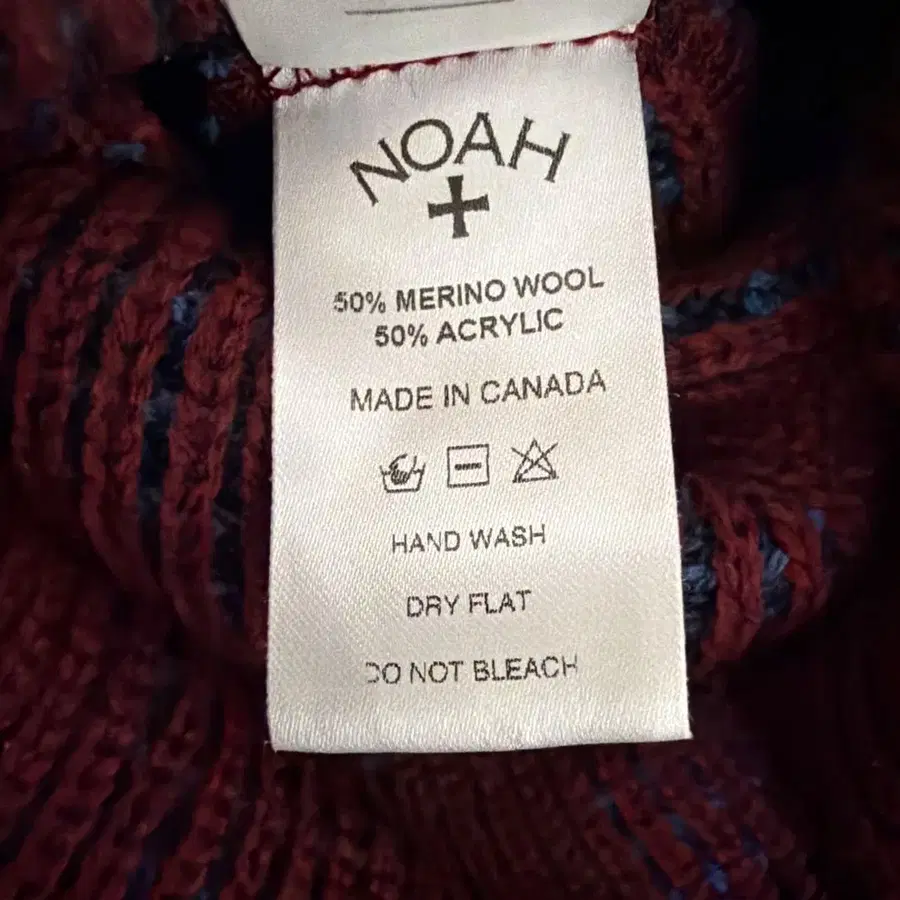 NOAH
50% MERINO WOOL
50% ACRYLIC
MADE IN CANADA
HAND WASH
DRY FLAT
DO NOT BLEACH